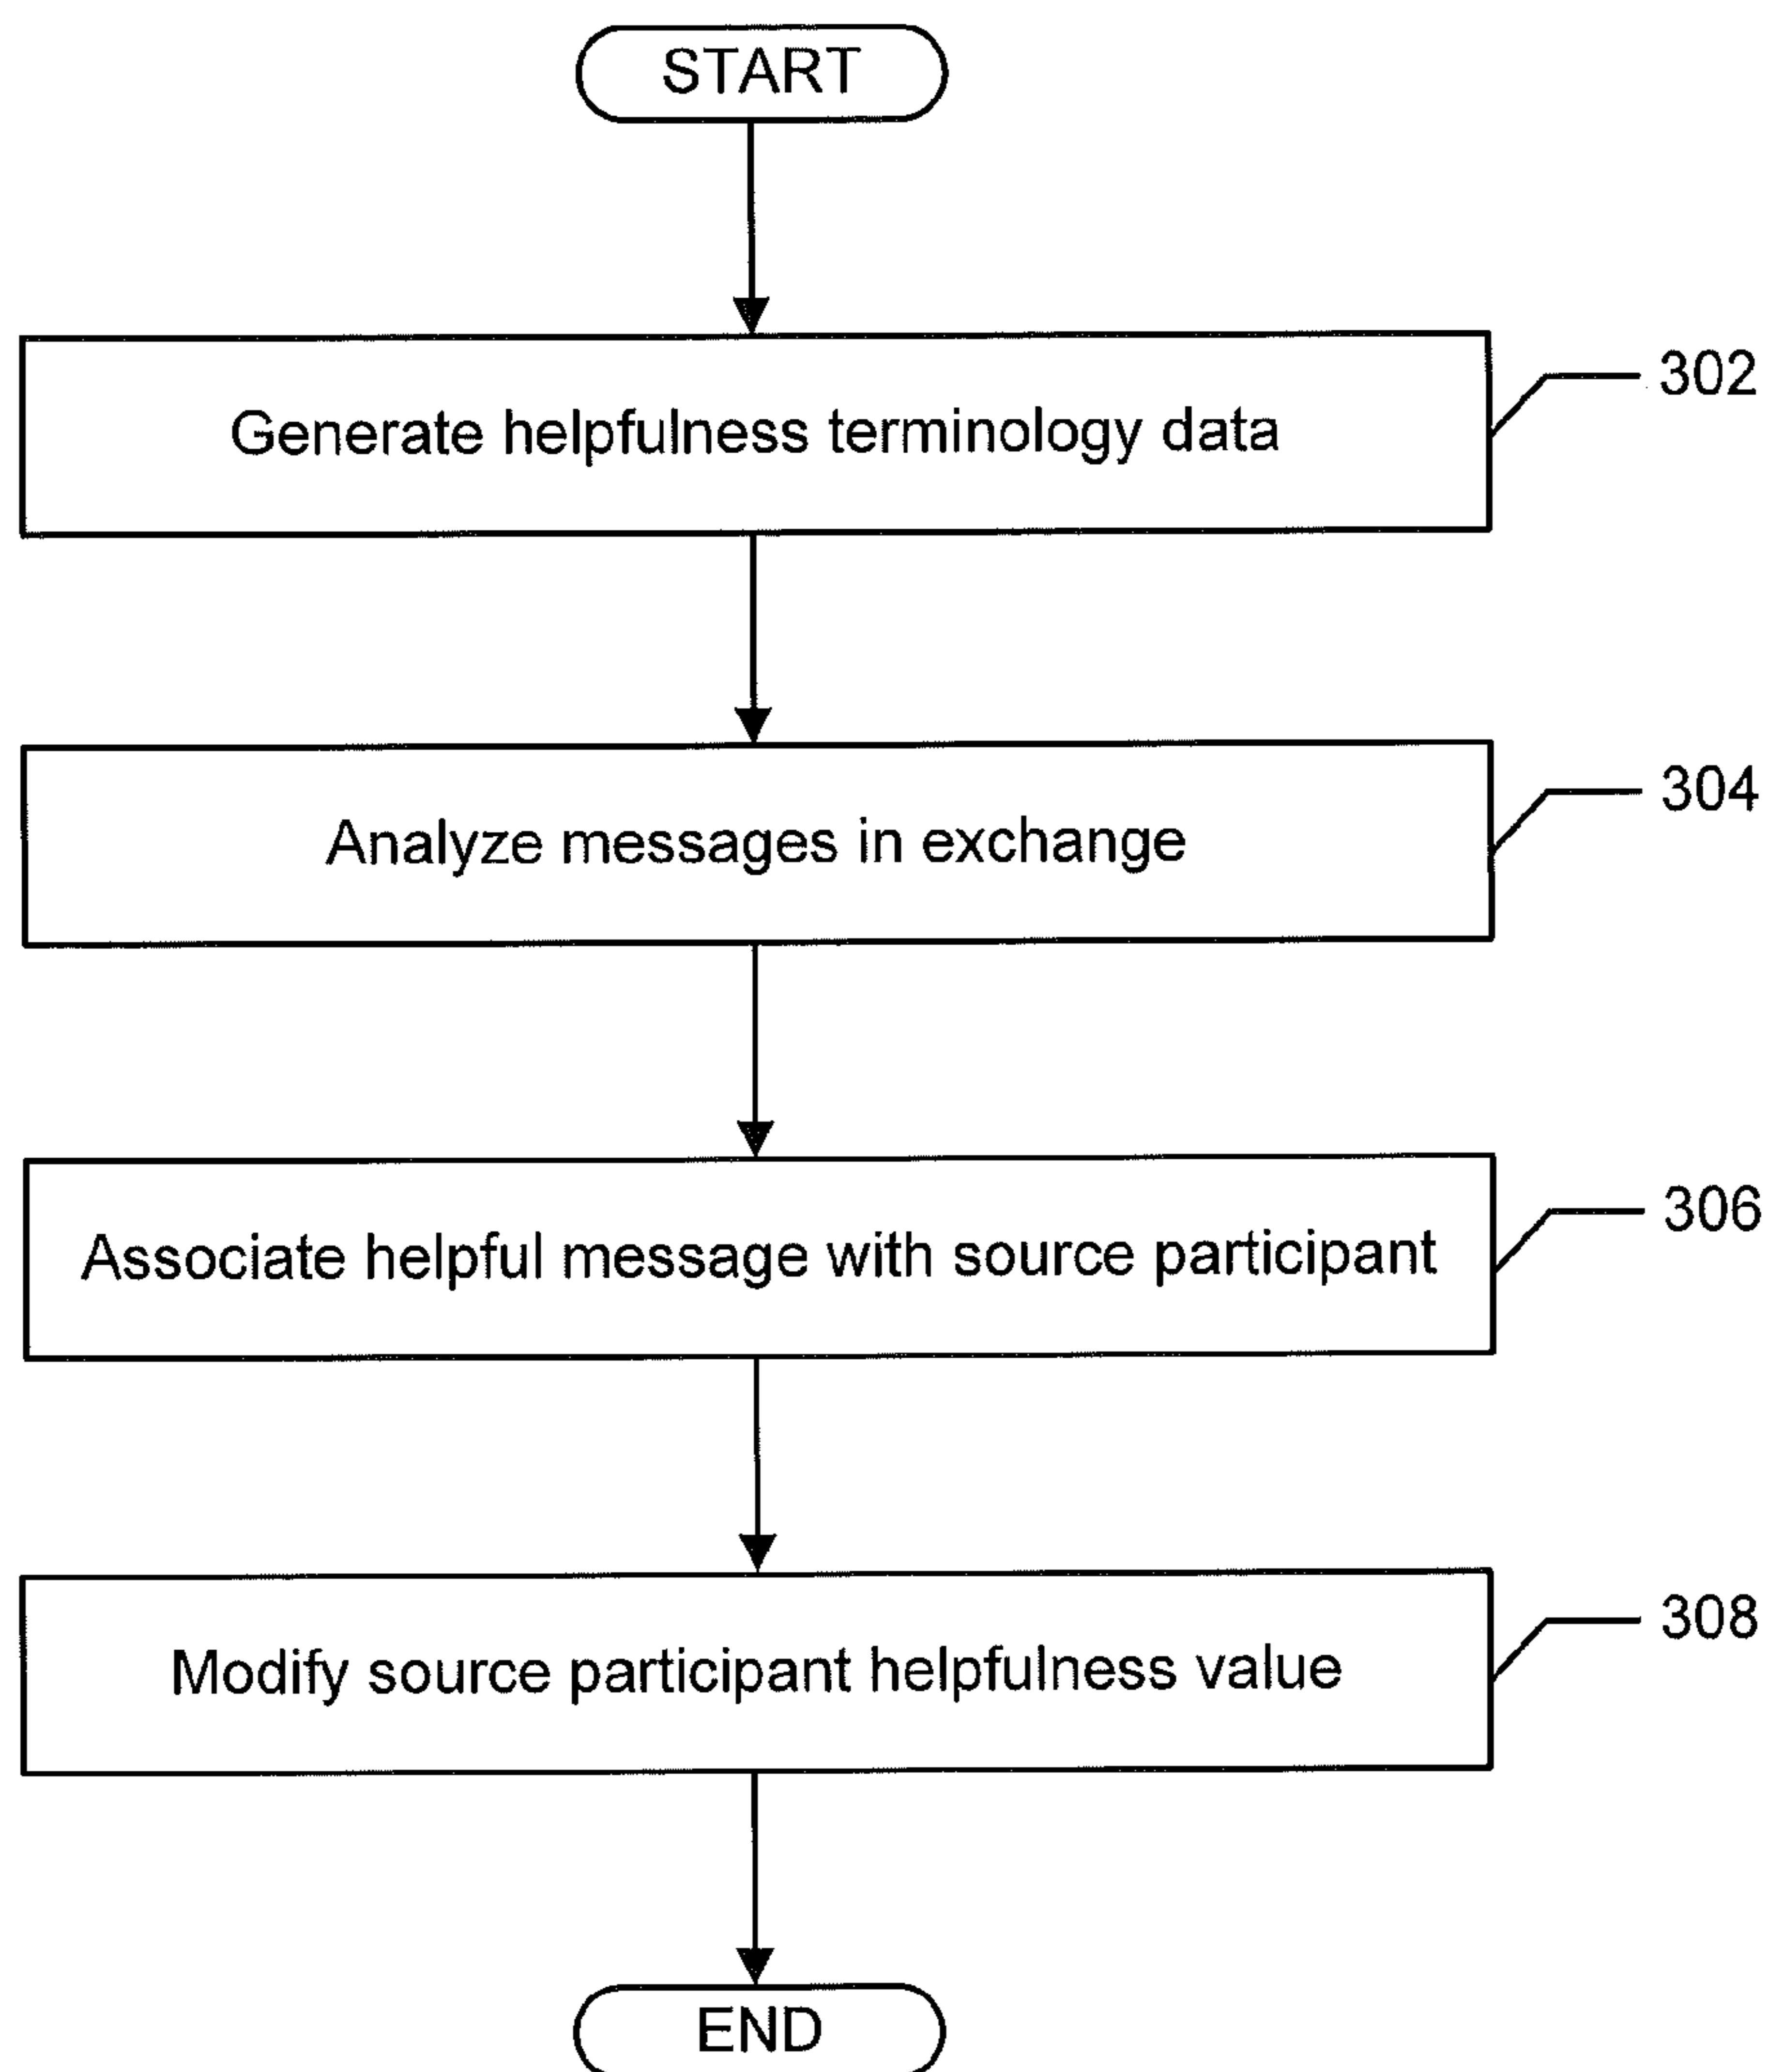 START
Generate helpfulness terminology data
302
Analyze messages in exchange
304
Associate helpful message with source participant
306
Modify source participant helpfulness value
308
END